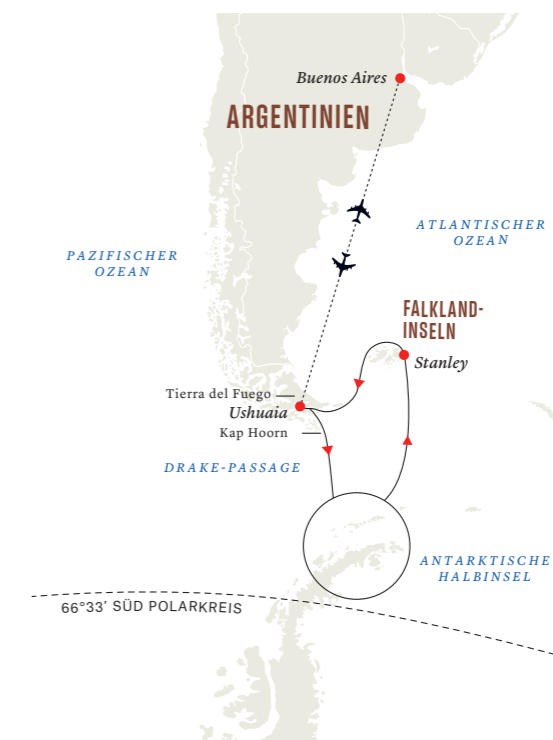 Buenos Aires
ARGENTINIEN
ATLANTISCHER
OZEAN
PAZIFISCHER
OZEAN
FALKLAND-
INSELN
Stanley
Tierra del Fuego
Ushuaia
Kap Hoorn
DRAKE-PASSAGE
ANTARKTISCHE
HALBINSEL
66°33’ SÜD POLARKREIS